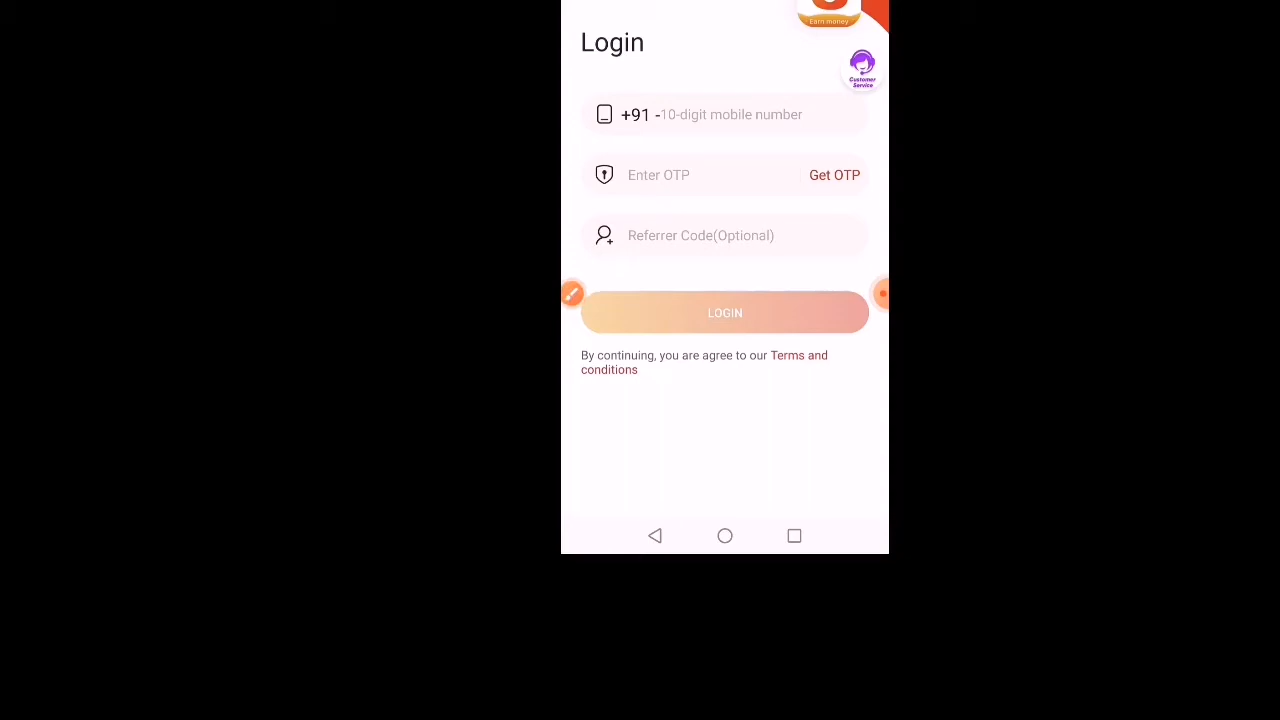 Earn money
Login
Customer
Service
+91 -10-digit mobile number
Enter OTP Get OTP
Referrer Code(Optional)
LOGIN
By continuing, you are agree to our Terms and
conditions